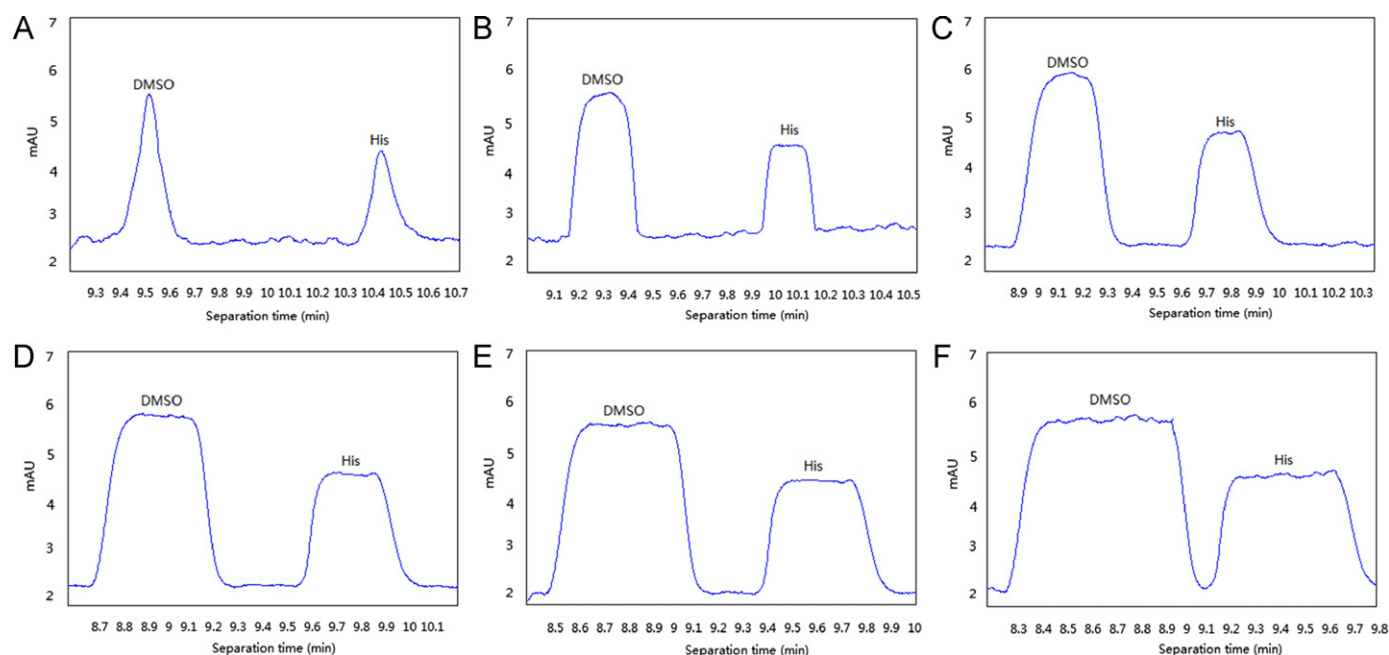 A
7
6
5
4
3
2
mAU
DMSO
His
9.3 9.4 9.5 9.6 9.7 9.8 9.9 10 10.1 10.2 10.3 10.4 10.5 10.6 10.7
Separation time (min)
B
7
6
5
4
3
2
mAU
DMSO
His
9.1 9.2 9.3 9.4 9.5 9.6 9.7 9.8 9.9 10 10.1 10.2 10.3 10.4 10.5
Separation time (min)
C
7
6
5
4
3
2
mAU
DMSO
His
8.9 9 9.1 9.2 9.3 9.4 9.5 9.6 9.7 9.8 9.9 10 10.1 10.2 10.3
Separation time (min)
D
7
6
5
4
3
2
mAU
DMSO
His
8.7 8.8 8.9 9 9.1 9.2 9.3 9.4 9.5 9.6 9.7 9.8 9.9 10 10.1
Separation time (min)
E
7
6
5
4
3
2
mAU
DMSO
His
8.5 8.6 8.7 8.8 8.9 9 9.1 9.2 9.3 9.4 9.5 9.6 9.7 9.8 9.9 10
Separation time (min)
F
7
6
5
4
3
2
mAU
DMSO
His
8.3 8.4 8.5 8.6 8.7 8.8 8.9 9 9.1 9.2 9.3 9.4 9.5 9.6 9.7 9.8
Separation time (min)